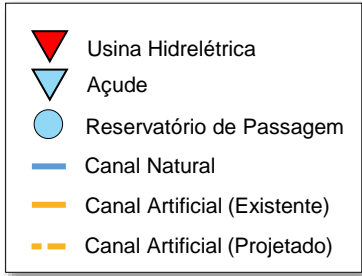 Usina Hidrelétrica
Açude
Reservatório de Passagem
Canal Natural
Canal Artificial (Existente)
Canal Artificial (Projetado)